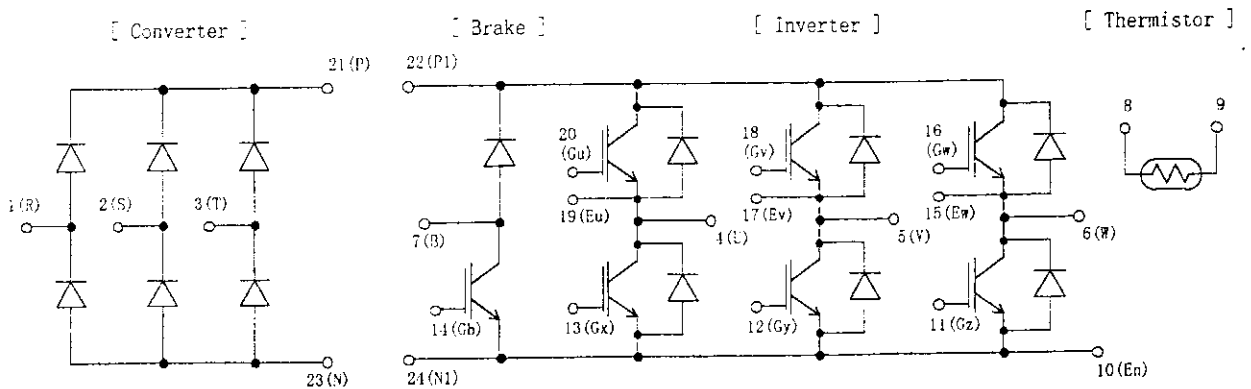 [ Converter ]
[ Brake ]
[ Inverter ]
[ Thermistor ]
21(P)
22(P1)
8
9
20
(Gu)
18
(Gv)
16
(Gw)
1(R)
2(S)
3(T)
7(B)
19(Eu)
4(U)
17(Ev)
5(V)
15(Ew)
6(W)
14(Gb)
13(Gx)
12(Gy)
11(Gz)
23(N)
24(N1)
10(En)